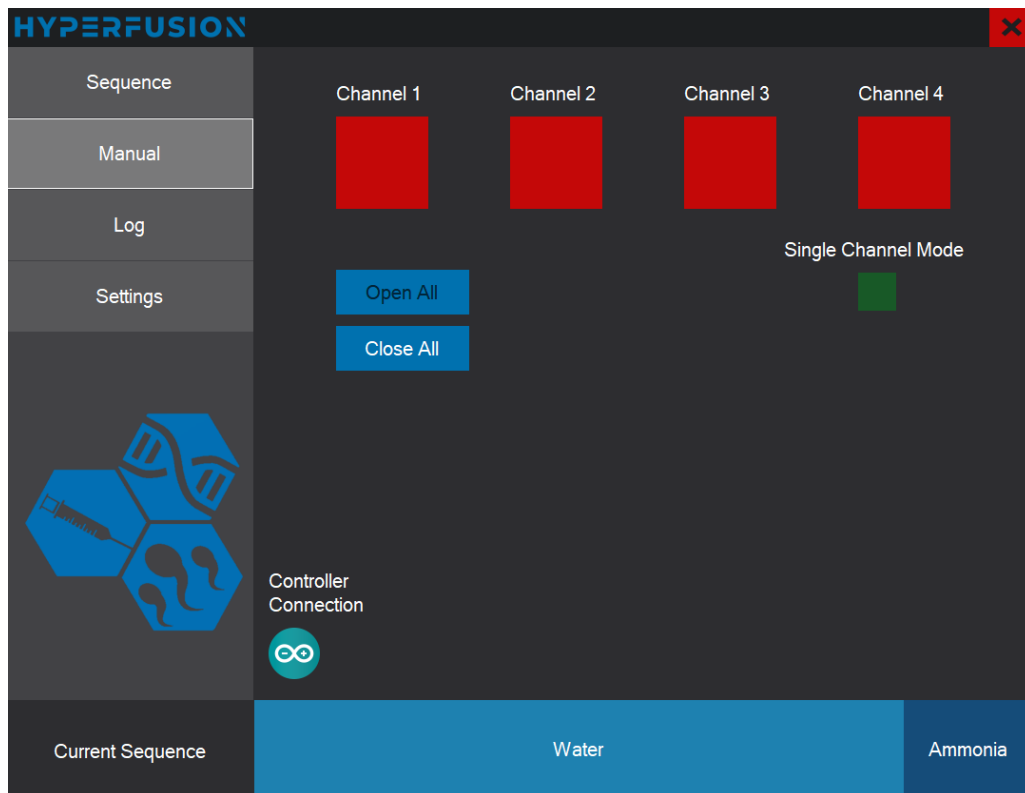 HYPERFUSION
Sequence
Manual
Log
Settings
Channel 1
Channel 2
Channel 3
Channel 4
Single Channel Mode
Open All
Close All
Controller
Connection
Current Sequence
Water
Ammonia